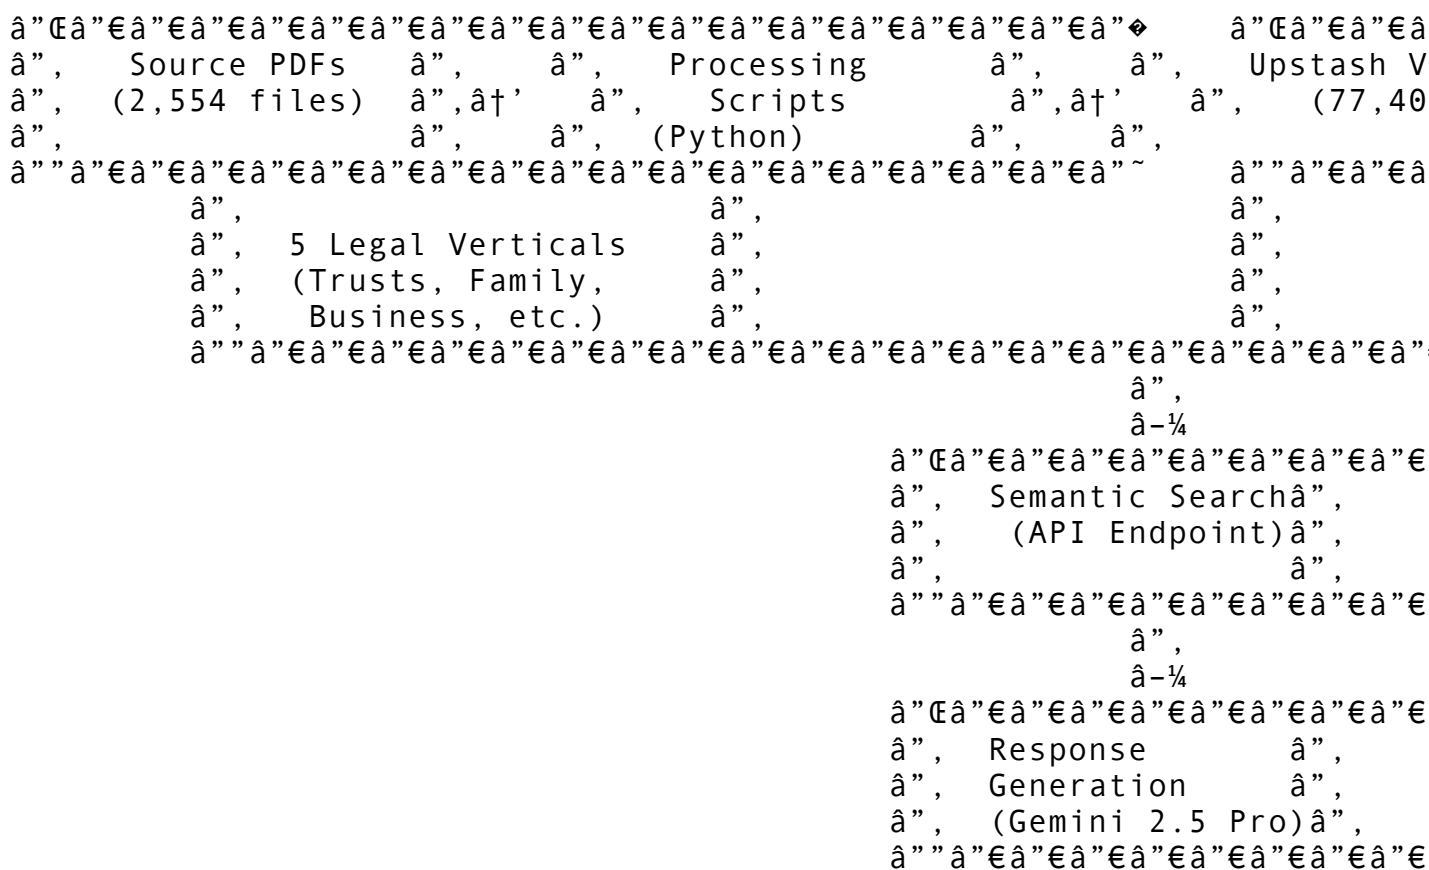 â"Œâ"€â"€â"€â"€â"€â"€â"€â"€â"€â"€â"€â"€â"€â"€â"€â"€â"€â"� â"Œâ"€â"€â
â"‚ Source PDFs â"‚ â"‚ Processing â"‚ â"‚ Upstash V
â"‚ (2,554 files) â"‚â†’ â"‚ Scripts â"‚â†’ â"‚ (77,40
â"‚ â"‚ â"‚ (Python) â"‚ â"‚
â""â"€â"€â"€â"€â"€â"€â"€â"€â"€â"€â"€â"€â"€â"€â"€â"€â"€â"˜ â""â"€â"€â
â"‚ â"‚ â"‚
â"‚ 5 Legal Verticals â"‚ â"‚
â"‚ (Trusts, Family, â"‚ â"‚
â"‚ Business, etc.) â"‚ â"‚
â""â"€â"€â"€â"€â"€â"€â"€â"€â"€â"€â"€â"€â"€â"€â"€â"€â"€â"€â"€â"
â"‚
â–¼
â"Œâ"€â"€â"€â"€â"€â"€â"€â"€
â"‚ Semantic Searchâ"‚
â"‚ (API Endpoint)â"‚
â"‚ â"‚
â""â"€â"€â"€â"€â"€â"€â"€â"€
â"‚
â–¼
â"Œâ"€â"€â"€â"€â"€â"€â"€â"€
â"‚ Response â"‚
â"‚ Generation â"‚
â"‚ (Gemini 2.5 Pro)â"‚
â""â"€â"€â"€â"€â"€â"€â"€â"€